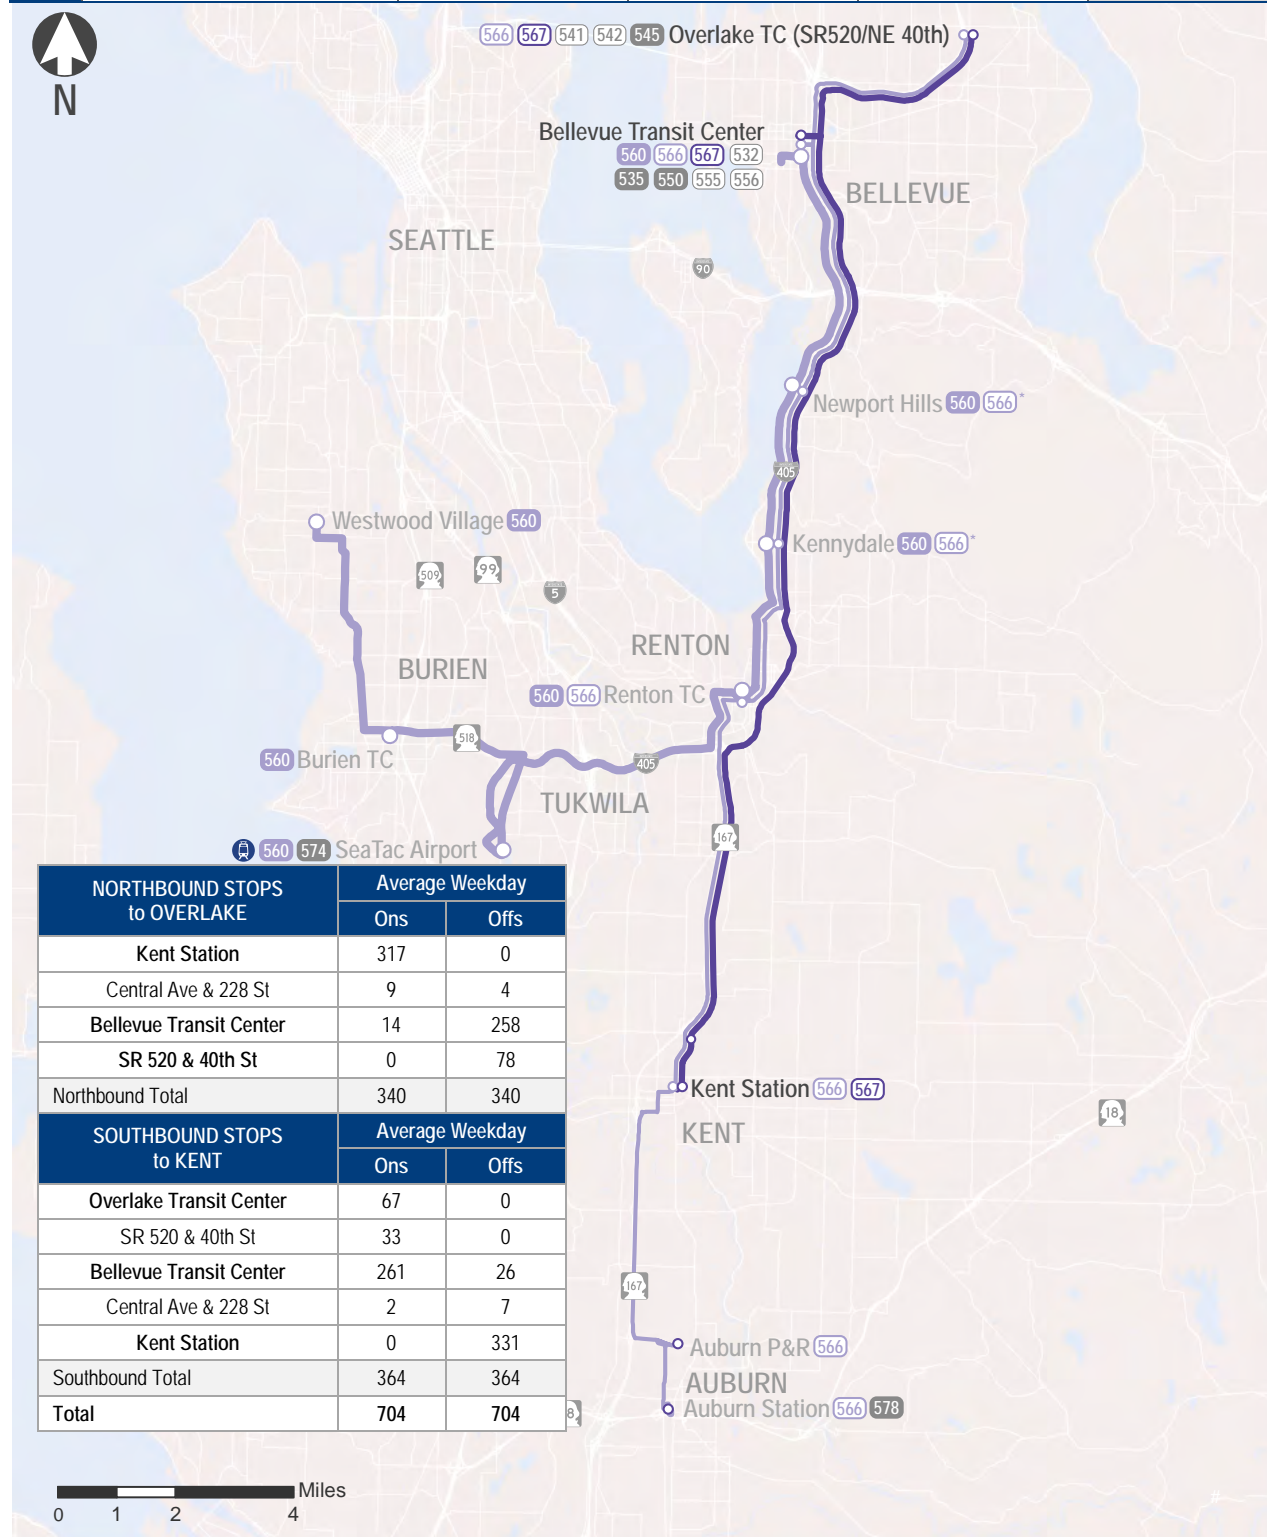 566 567 541 542 545 Overlake TC (SR520/NE 40th)
N
Bellevue Transit Center
560 566 567 532
535 550 555 556
BELLEVUE
SEATTLE
90
Newport Hills 560 566*
405
Westwood Village 560
Kennydale 560 566*
509
99
5
RENTON
BURIEN
560 566 Renton TC
518
560 Burien TC
405
TUKWILA
167
560 574 SeaTac Airport
NORTHBOUND STOPS
to OVERLAKE
Average Weekday
Ons Offs
Kent Station 317 0
Central Ave & 228 St 9 4
Bellevue Transit Center 14 258
SR 520 & 40th St 0 78
Northbound Total 340 340
SOUTHBOUND STOPS
to KENT
Average Weekday
Ons Offs
Overlake Transit Center 67 0
SR 520 & 40th St 33 0
Bellevue Transit Center 261 26
Central Ave & 228 St 2 7
Kent Station 0 331
Southbound Total 364 364
Total 704 704
Kent Station 566 567
KENT
18
167
Auburn P&R 566
AUBURN
Auburn Station 566 578
8
Miles
0 1 2 4